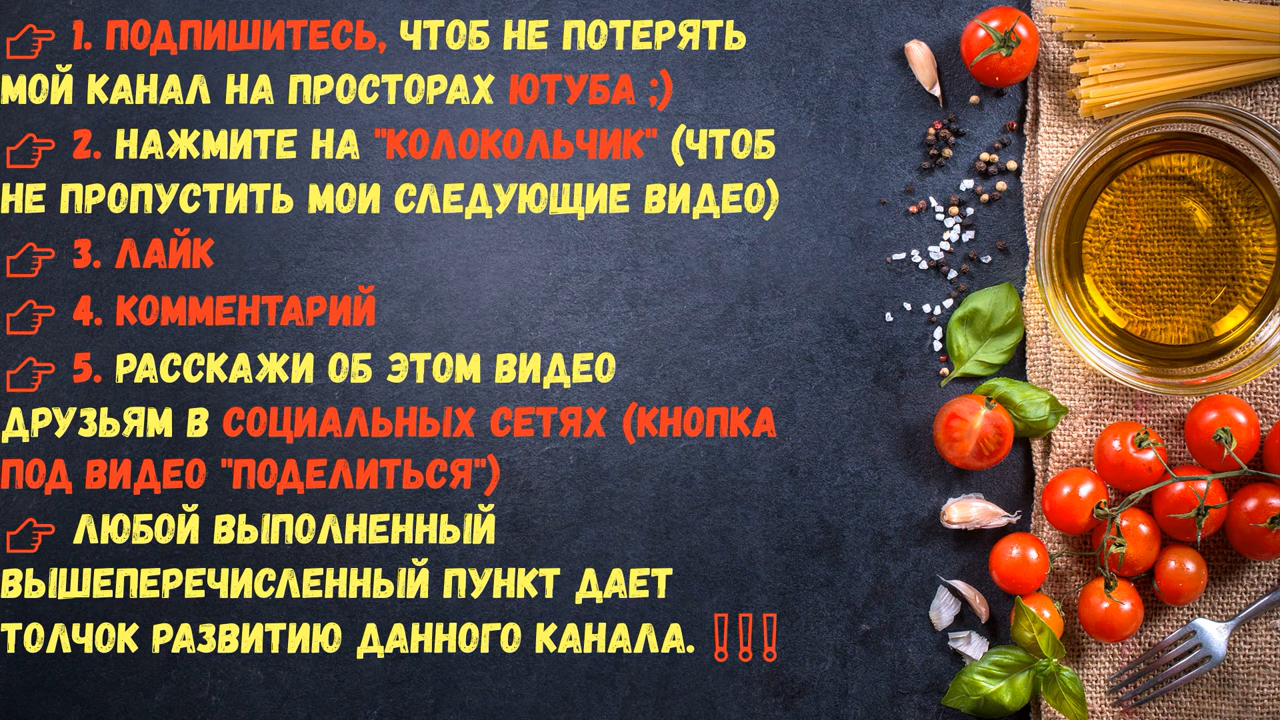 👉 1. ПОДПИШИТЕСЬ, ЧТОБ НЕ ПОТЕРЯТЬ
МОЙ КАНАЛ НА ПРОСТОРАХ ЮТУБА ;)
👉 2. НАЖМИТЕ НА "КОЛОКОЛЬЧИК" (ЧТОБ
НЕ ПРОПУСТИТЬ МОИ СЛЕДУЮЩИЕ ВИДЕО)
👉 3. ЛАЙК
👉 4. КОММЕНТАРИЙ
👉 5. РАССКАЖИ ОБ ЭТОМ ВИДЕО
ДРУЗЬЯМ В СОЦИАЛЬНЫХ СЕТЯХ (КНОПКА
ПОД ВИДЕО "ПОДЕЛИТЬСЯ")
👉 ЛЮБОЙ ВЫПОЛНЕННЫЙ
ВЫШЕПЕРЕЧИСЛЕННЫЙ ПУНКТ ДАЕТ
ТОЛЧОК РАЗВИТИЮ ДАННОГО КАНАЛА. ❗❗❗